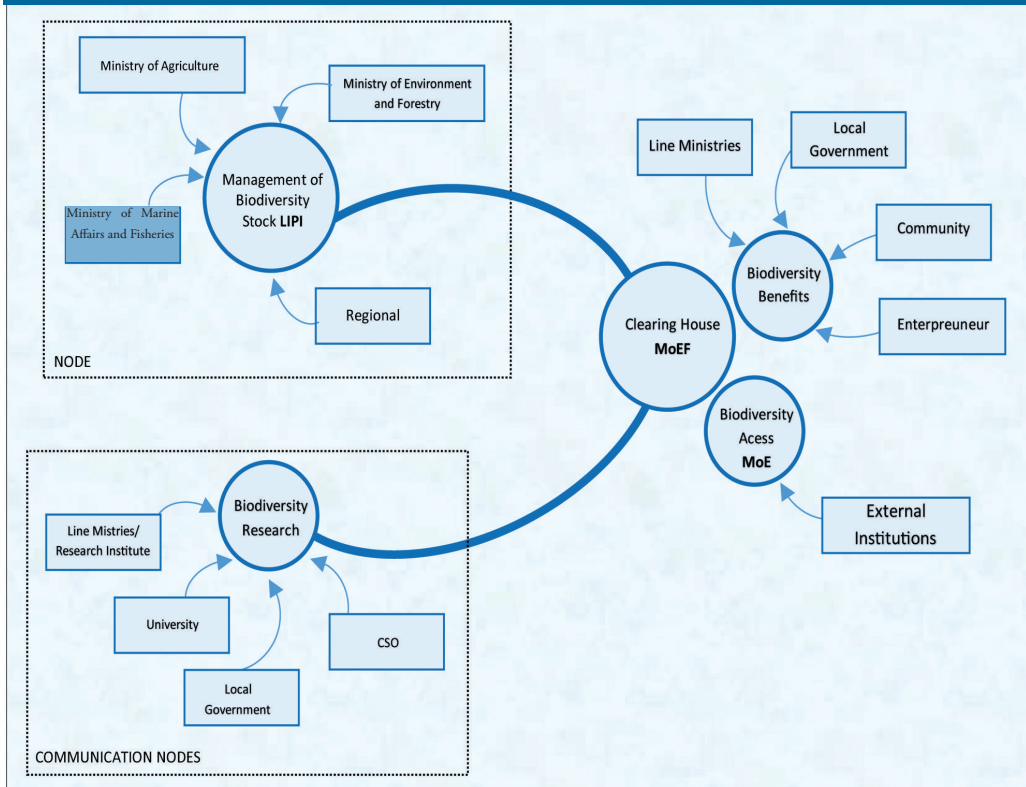 Ministry of Agriculture
Ministry of Environment
and Forestry
Management of
Biodiversity
Stock LIPI
Ministry of Marine
Affairs and Fisheries
Regional
NODE
Line Ministries
Local
Government
Community
Biodiversity
Benefits
Enterpreuneur
Clearing House
MoEF
Biodiversity
Acess
MoE
External
Institutions
Biodiversity
Research
Line Mistries/
Research Institute
University
CSO
Local
Government
COMMUNICATION NODES